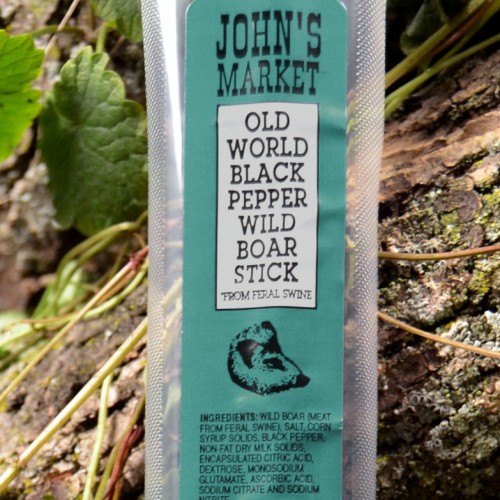 JOHN'S
MARKET
OLD
WORLD
BLACK
PEPPER
WILD
BOAR
STICK
*FROM FERAL SWINE
INGREDIENTS: WILD BOAR (MEAT
FROM FERAL SWINE), SALT, CORN
SYRUP SOLIDS, BLACK PEPPER,
NON-FAT DRY MILK SOLIDS,
ENCAPSULATED CITRIC ACID,
DEXTROSE, MONOSODIUM
GLUTAMATE, ASCORBIC ACID,
SODIUM CITRATE AND SODIUM
NITRITE